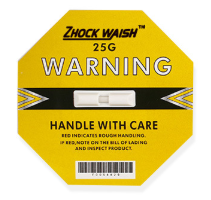 ZHOCK WAISH™
25G
WARNING
HANDLE WITH CARE
RED INDICATES ROUGH HANDLING.
IF RED, NOTE ON THE BILL OF LADING
AND INSPECT PRODUCT.